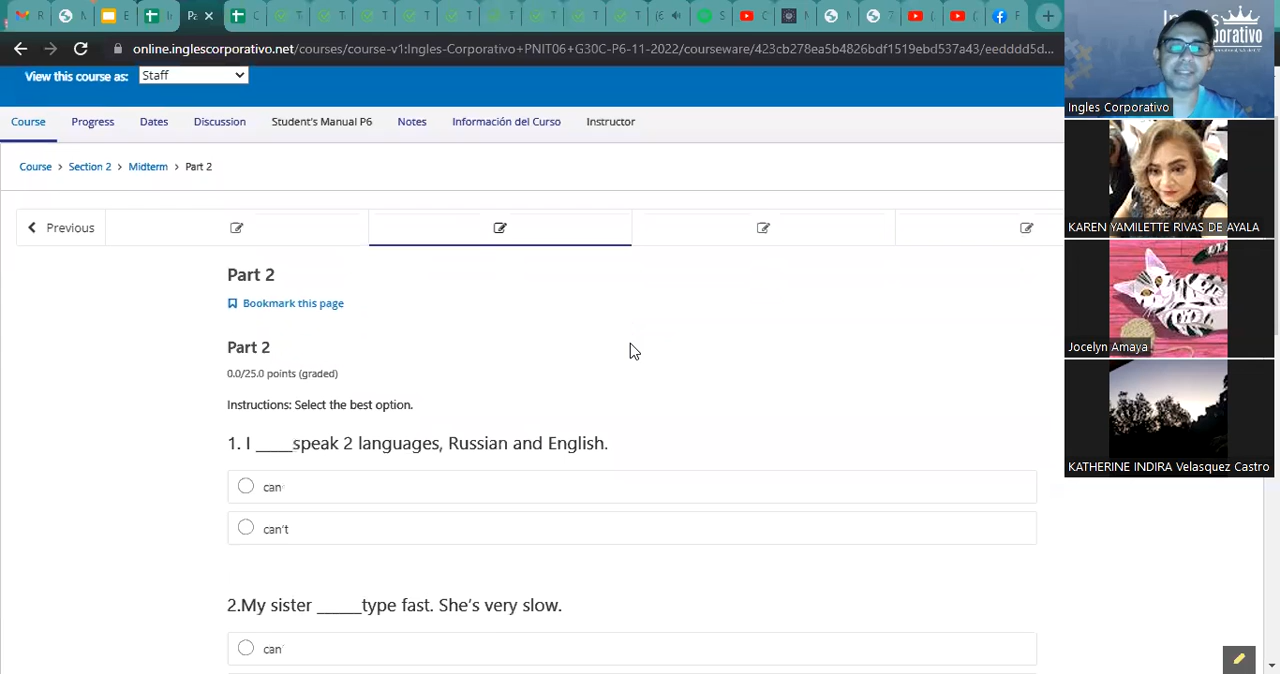 online.inglescorporativo.net/courses/course-v1:Ingles-Corporativo+PNIT06+G30C-P6-11-2022/courseware/423cb278ea5b4826bdf1519ebd537a43/eedddd5d...
View this course as: Staff
Course Progress Dates Discussion Student's Manual P6 Notes Información del Curso Instructor
Course > Section 2 > Midterm > Part 2
Previous
Part 2
Bookmark this page
Part 2
0.0/25.0 points (graded)
Instructions: Select the best option.
1. I ____speak 2 languages, Russian and English.
can
can't
2.My sister _____type fast. She's very slow.
can
Ingles Corporativo
KAREN YAMILETTE RIVAS DE AYALA
Jocelyn Amaya
KATHERINE INDIRA Velasquez Castro